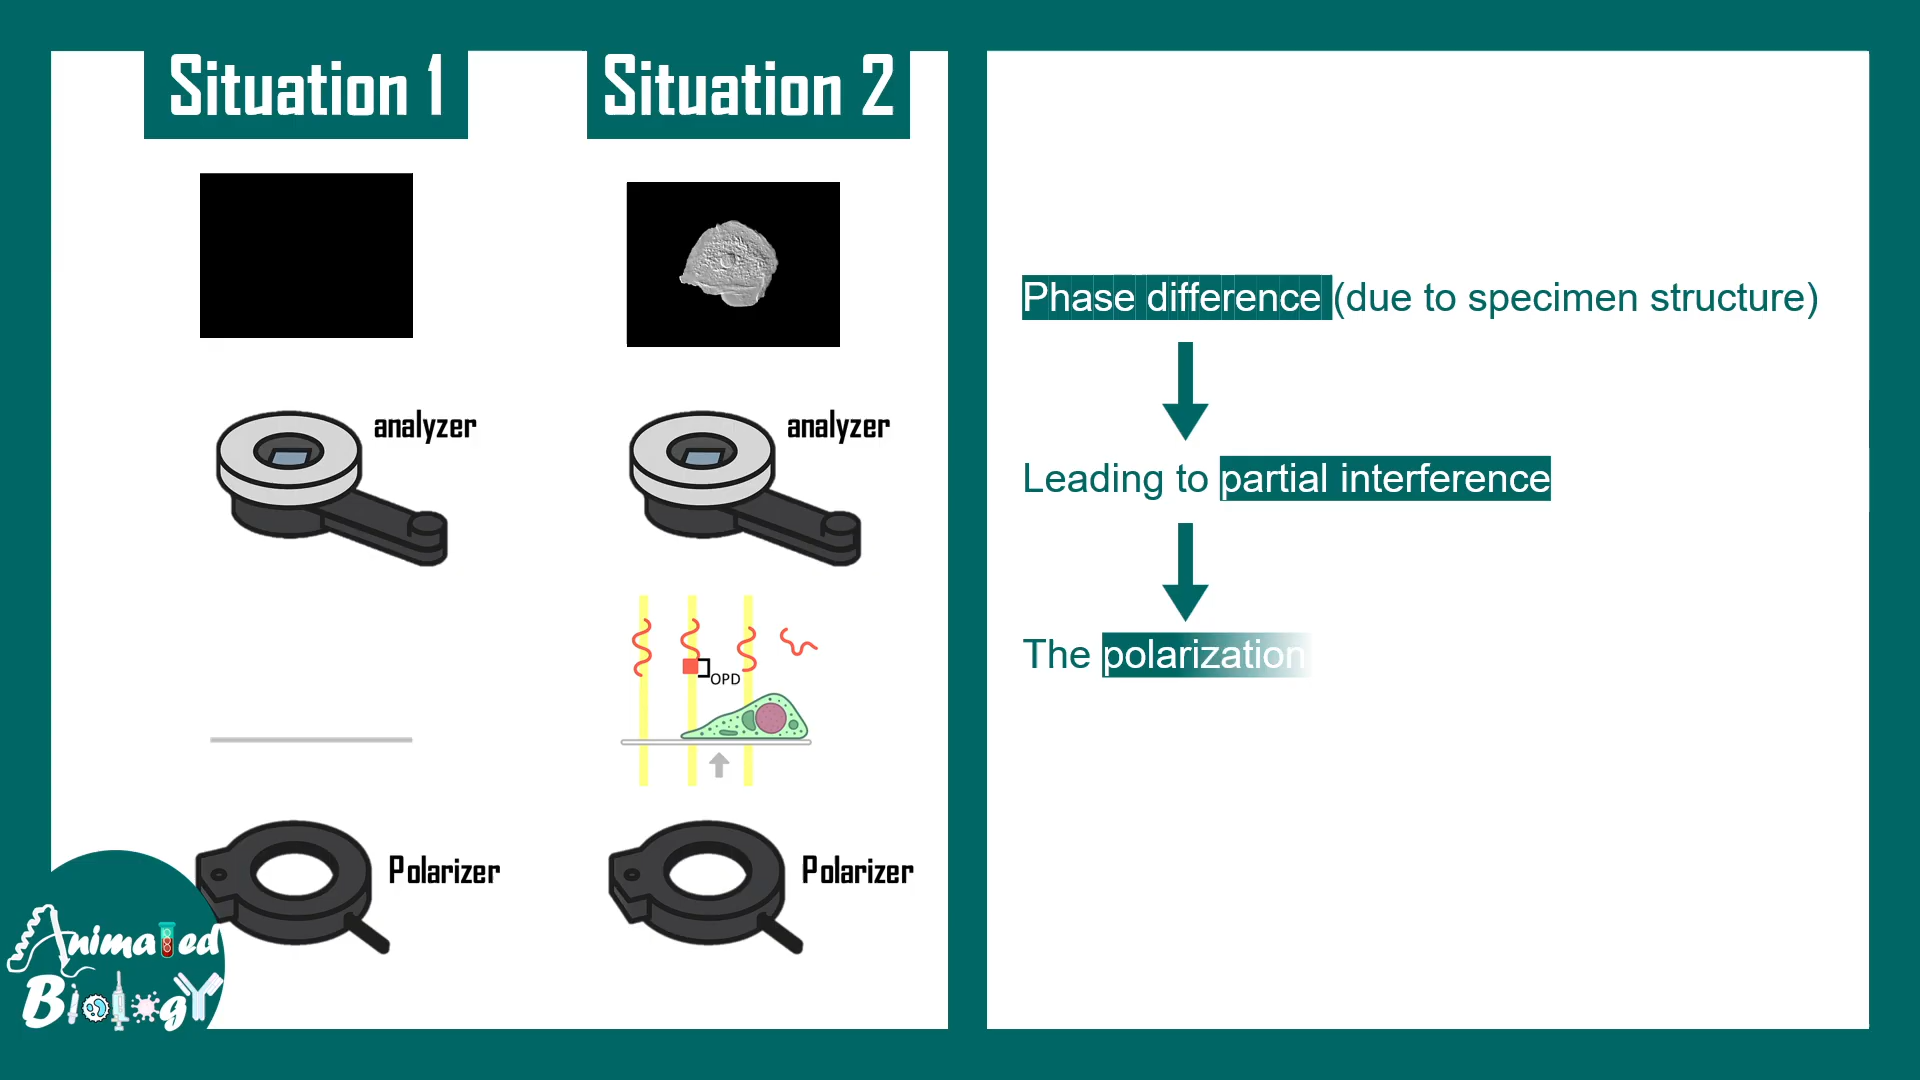 Situation 1
Situation 2
analyzer
analyzer
OPD
Polarizer
Polarizer
Animated
Biology
Phase difference (due to specimen structure)
Leading to partial interference
The polarization